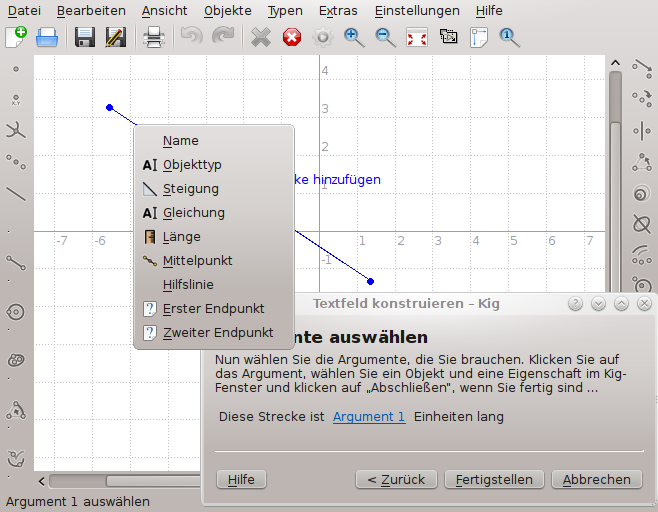 Datei Bearbeiten Ansicht Objekte Typen Extras Einstellungen Hilfe
4
3
2
1
-7 -6 1 2 3 4 5 6 7
-1
ke hinzufügen
Name
Objekttyp
Steigung
Gleichung
Länge
Mittelpunkt
Hilfslinie
Erster Endpunkt
Zweiter Endpunkt
Textfeld konstruieren – Kig
nte auswählen
Nun wählen Sie die Argumente, die Sie brauchen. Klicken Sie auf
das Argument, wählen Sie ein Objekt und eine Eigenschaft im Kig-
Fenster und klicken auf „Abschließen“, wenn Sie fertig sind ...
Diese Strecke ist Argument 1 Einheiten lang
Hilfe < Zurück Fertigstellen Abbrechen
Argument 1 auswählen